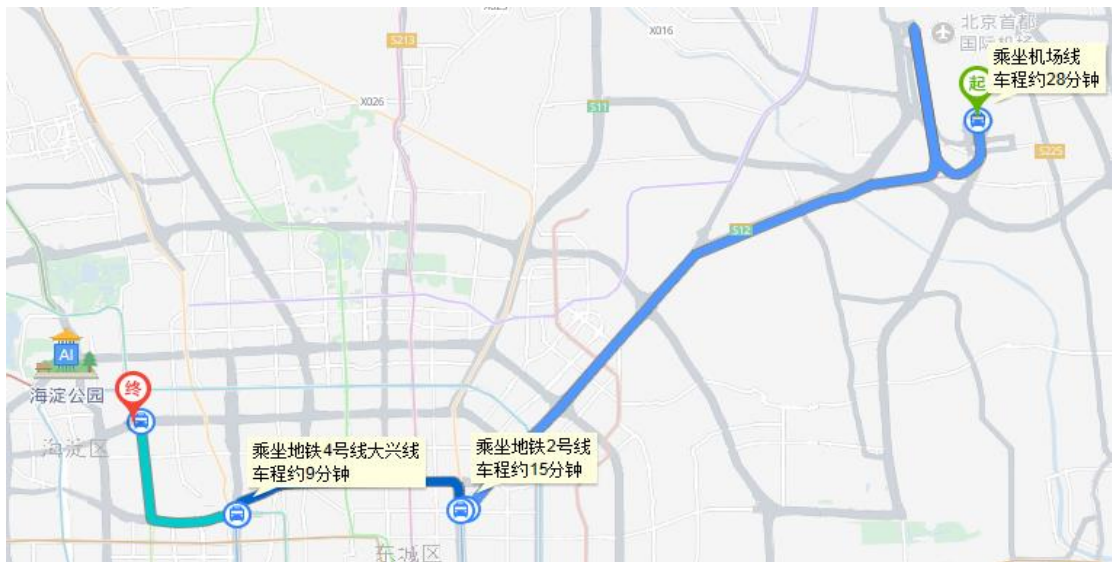 S213
X016
北京首都
国际机场
乘坐机场线
车程约28分钟
起
X026
S11
S225
S12
AI
海淀公园
终
海淀区
乘坐地铁4号线大兴线
车程约9分钟
乘坐地铁2号线
车程约15分钟
东城区